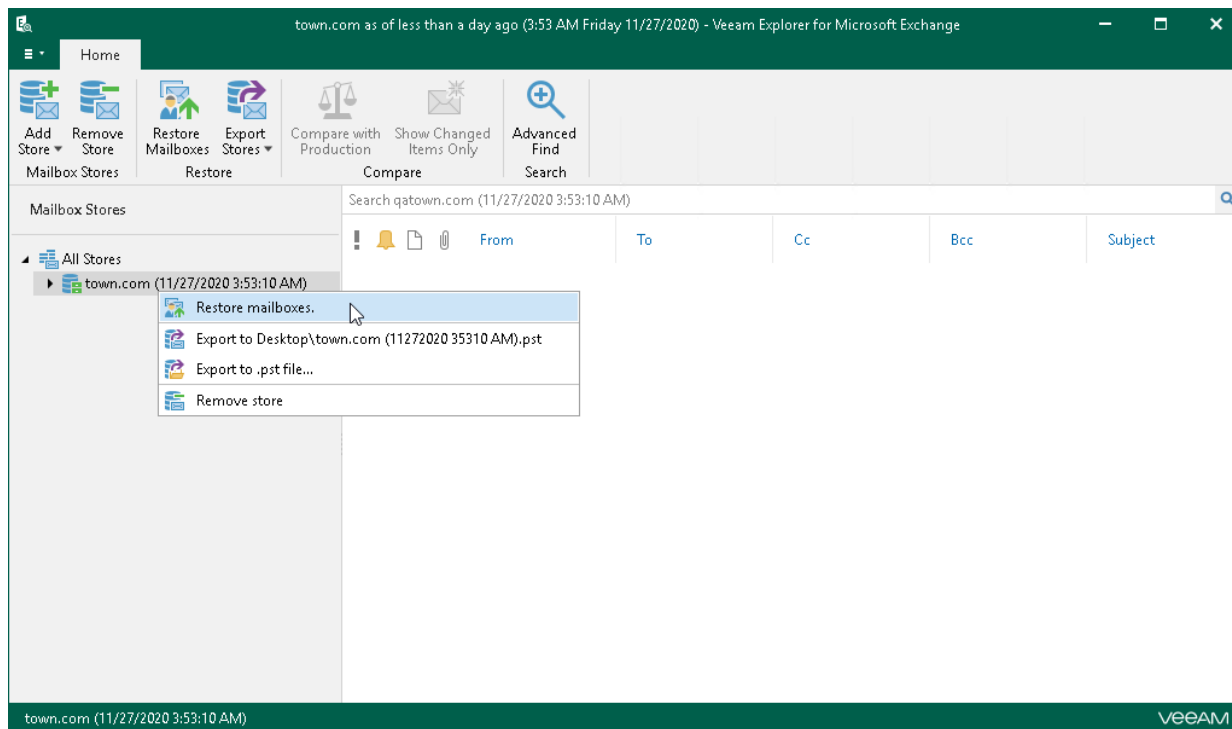 town.com as of less than a day ago (3:53 AM Friday 11/27/2020) - Veeam Explorer for Microsoft Exchange
Home
Add Store
Remove Store
Restore Mailboxes
Export Stores
Compare with Production
Show Changed Items Only
Advanced Find
Mailbox Stores
Restore
Compare
Search
Mailbox Stores
Search qatown.com (11/27/2020 3:53:10 AM)
From
To
Cc
Bcc
Subject
All Stores
town.com (11/27/2020 3:53:10 AM)
Restore mailboxes.
Export to Desktop\town.com (11272020 35310 AM).pst
Export to .pst file...
Remove store
town.com (11/27/2020 3:53:10 AM)
veeAM